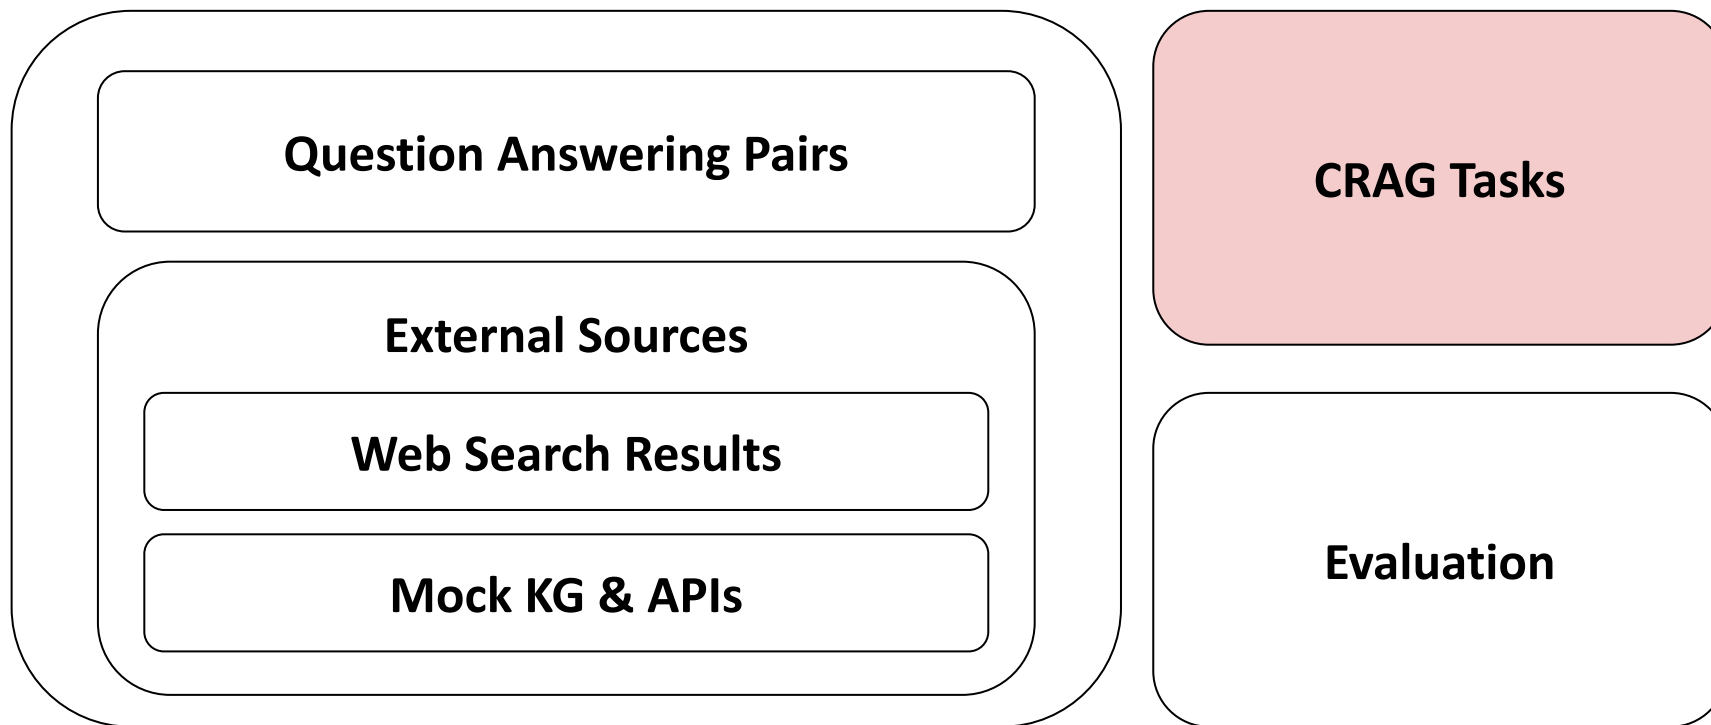 Question Answering Pairs
External Sources
Web Search Results
Mock KG & APIs
CRAG Tasks
Evaluation